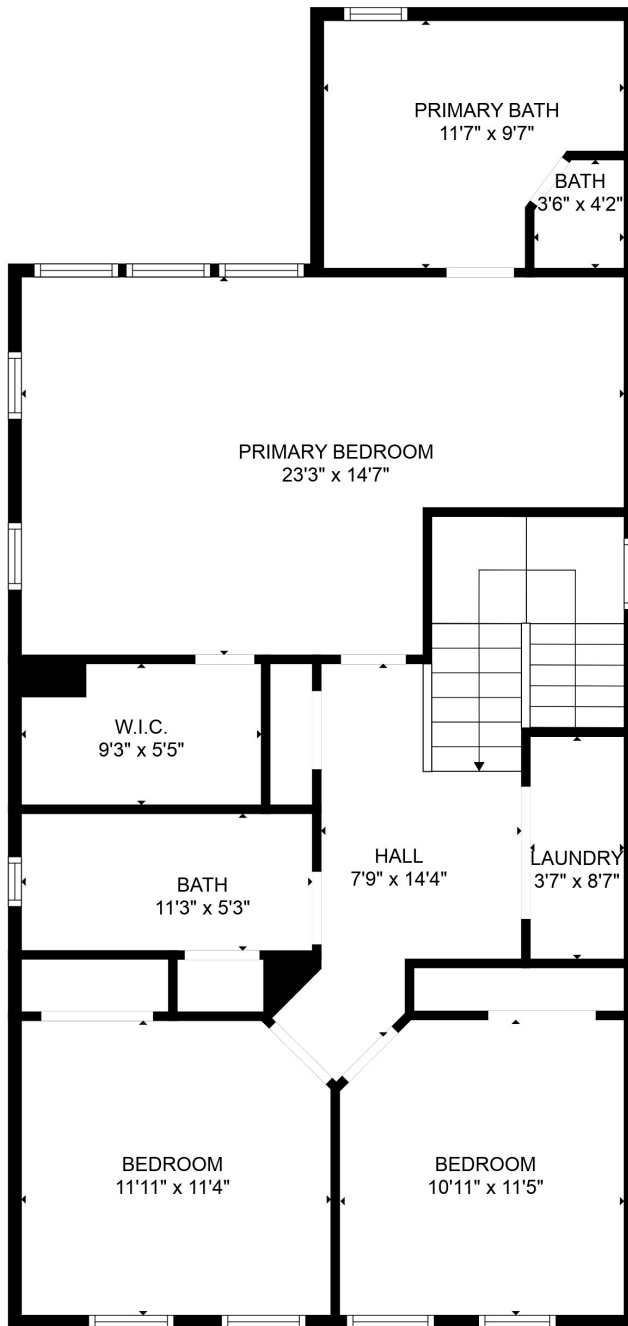 PRIMARY BATH
11'7" x 9'7"
BATH
3'6" x 4'2"
PRIMARY BEDROOM
23'3" x 14'7"
W.I.C.
9'3" x 5'5"
HALL
7'9" x 14'4"
LAUNDRY
3'7" x 8'7"
BATH
11'3" x 5'3"
BEDROOM
11'11" x 11'4"
BEDROOM
10'11" x 11'5"